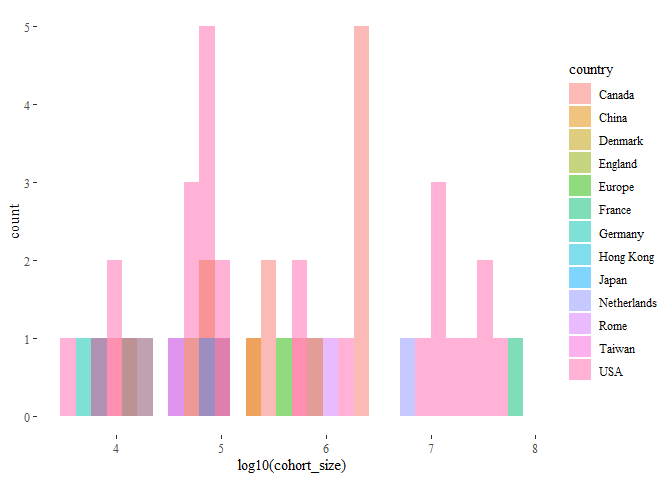 5
4
3
2
1
0
count
4
5
6
7
8
log10(cohort_size)
country
Canada
China
Denmark
England
Europe
France
Germany
Hong Kong
Japan
Netherlands
Rome
Taiwan
USA